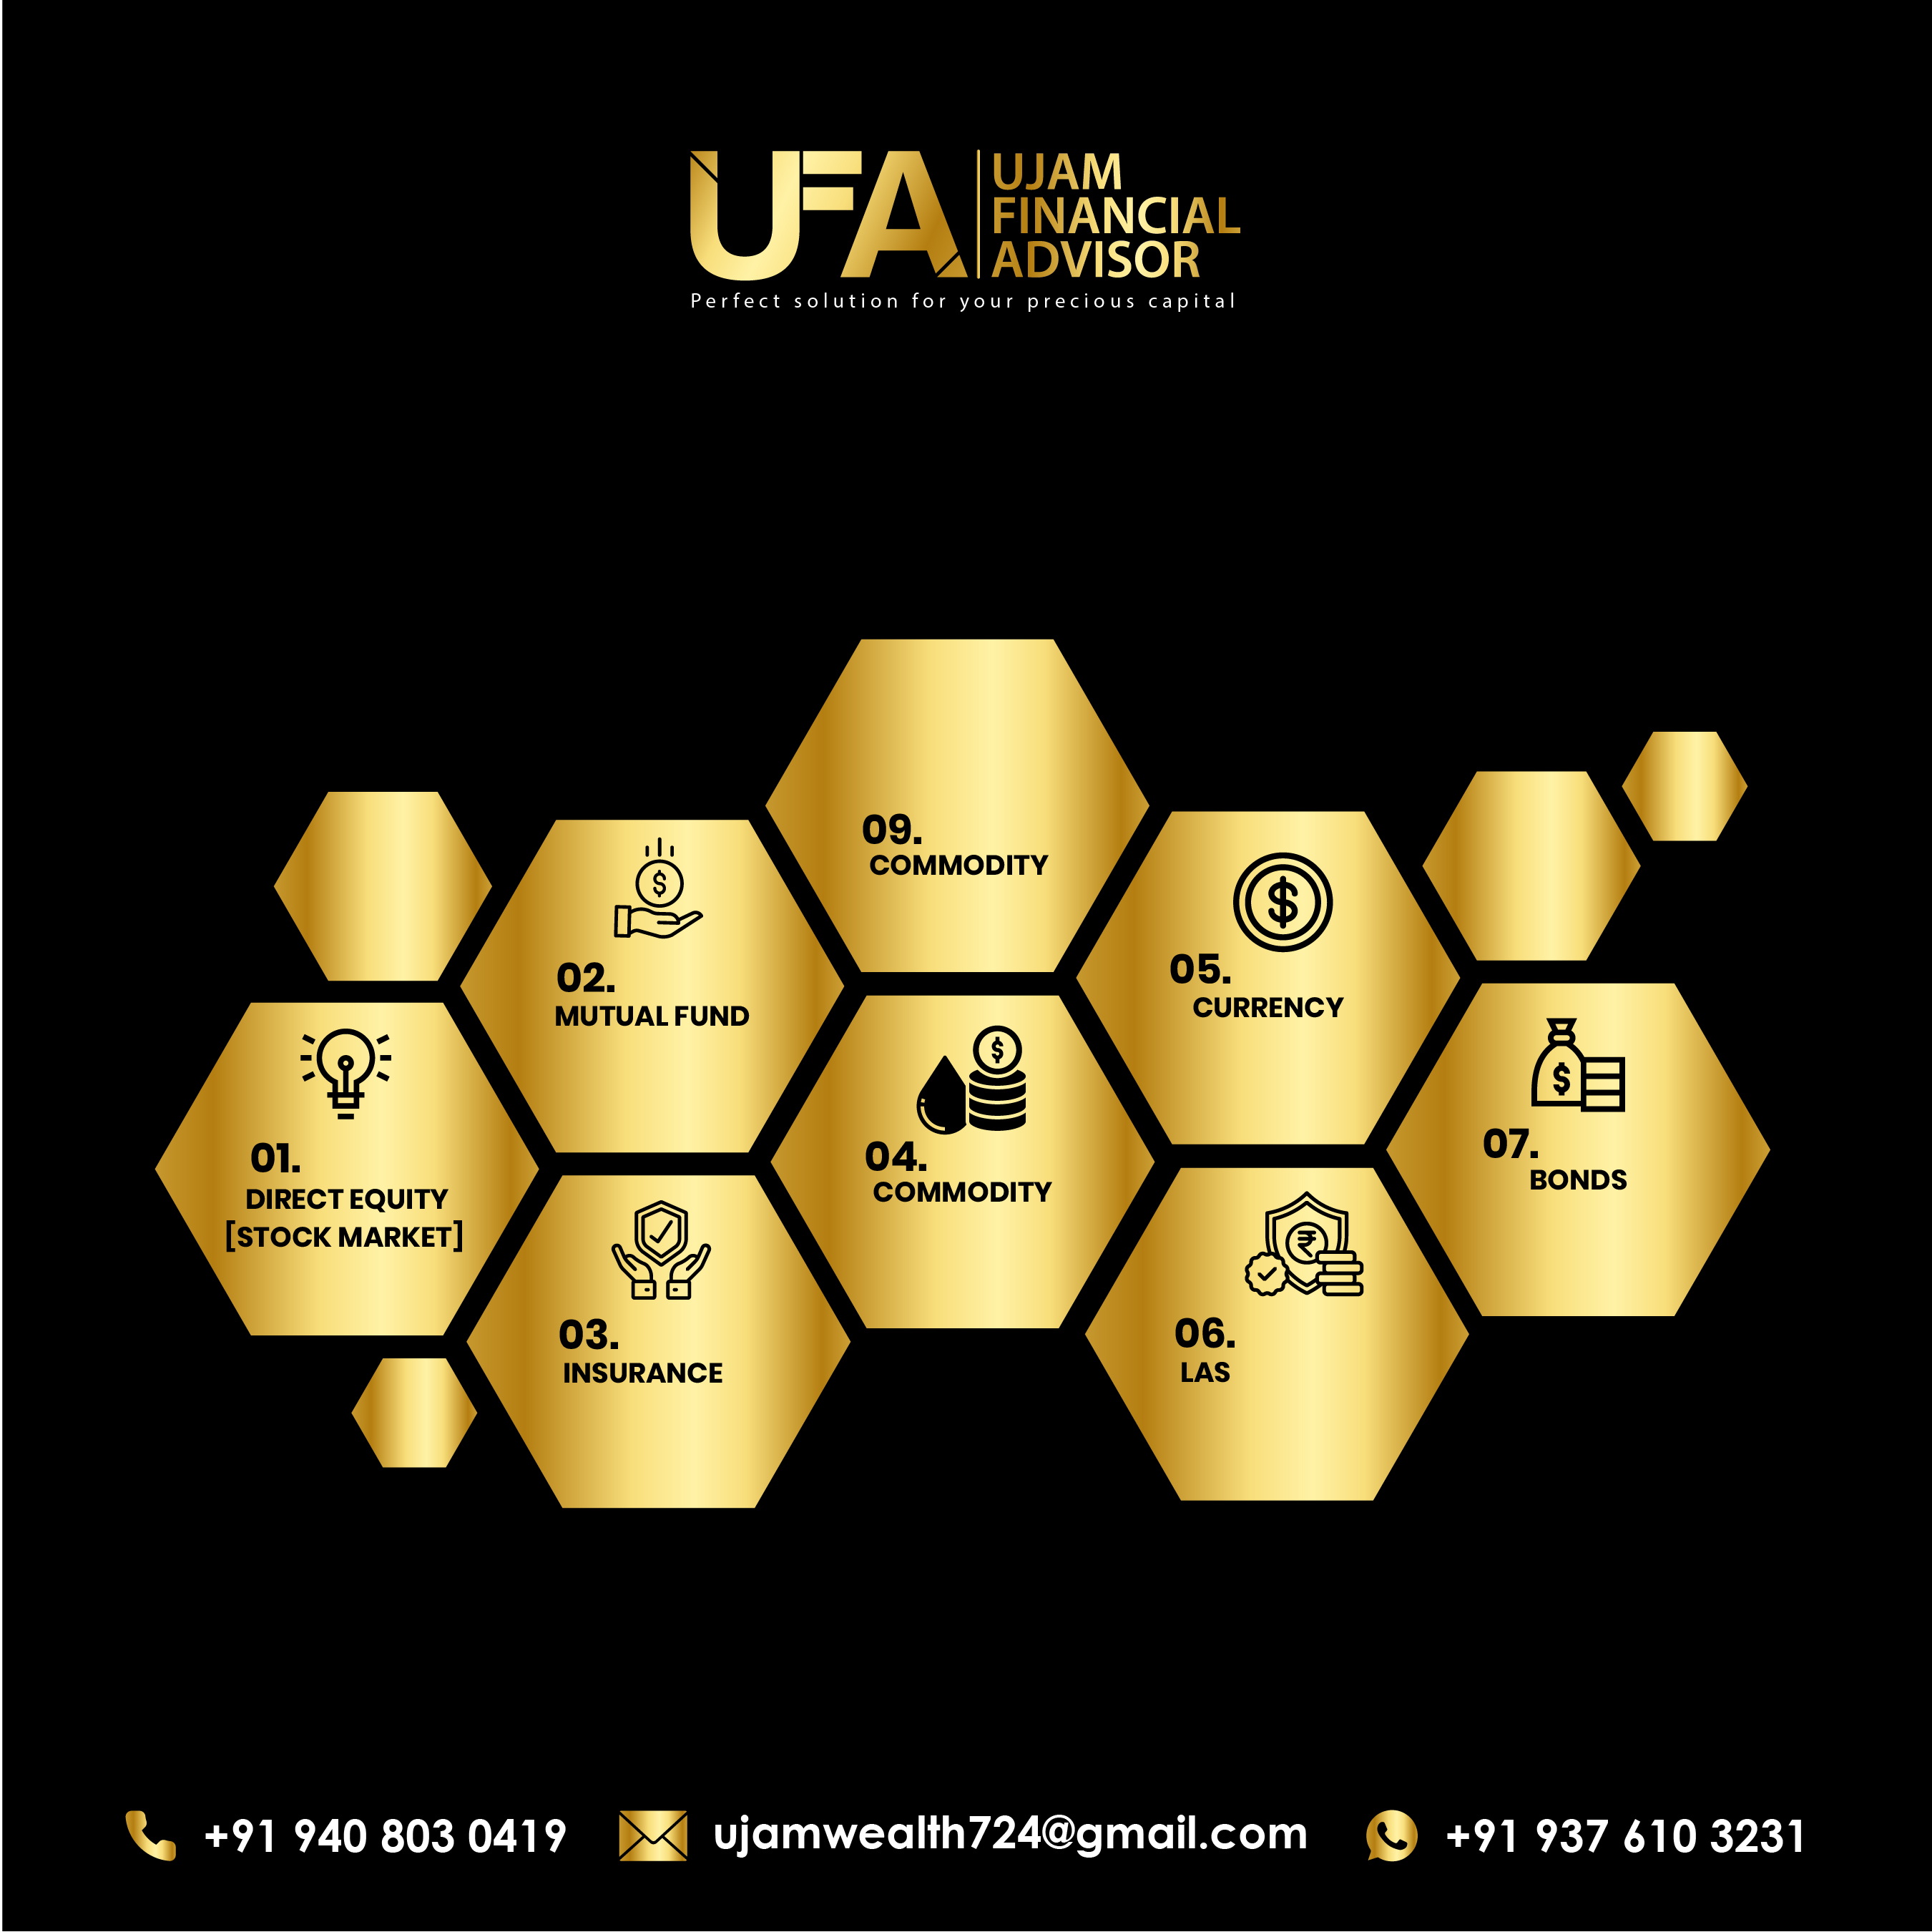 UFA
UJAM
FINANCIAL
ADVISOR
Perfect solution for your precious capital
09.
COMMODITY
02.
MUTUAL FUND
05.
CURRENCY
01.
DIRECT EQUITY
[STOCK MARKET]
04.
COMMODITY
07.
BONDS
03.
INSURANCE
06.
LAS
+91 940 803 0419
ujamwealth724@gmail.com
+91 937 610 3231